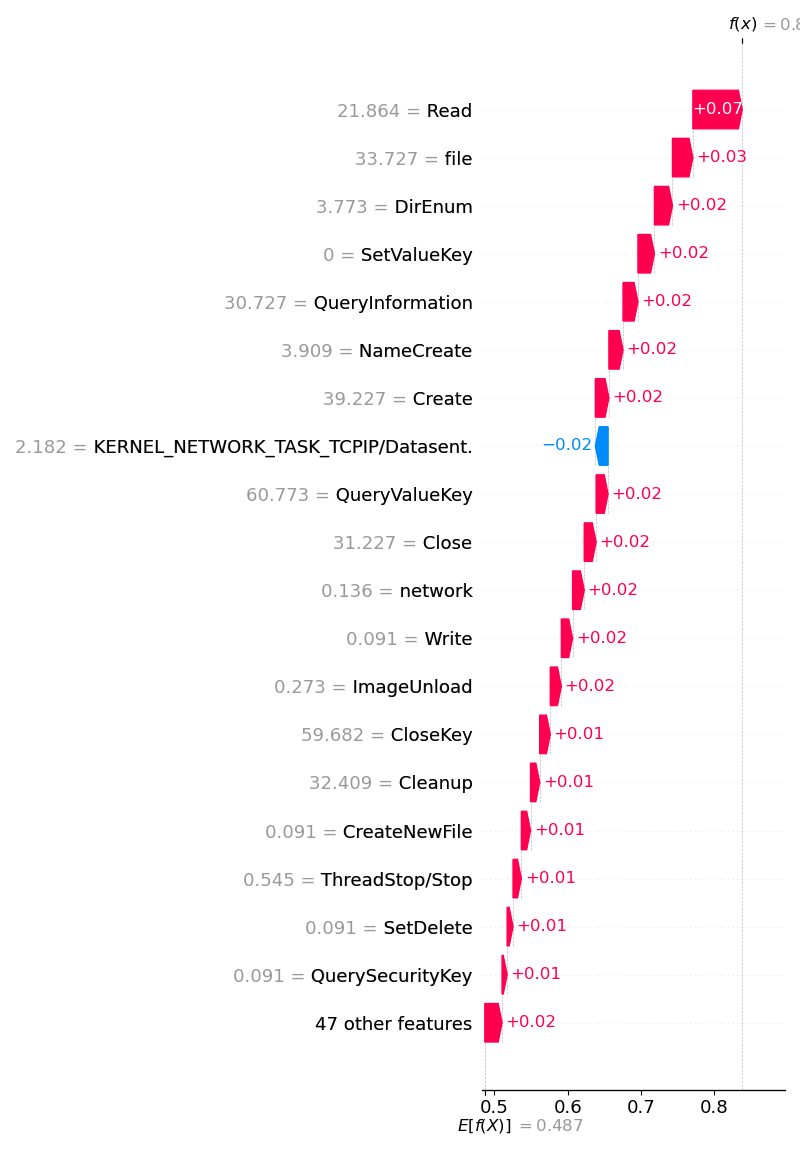 f(x) = 0.8
21.864 = Read +0.07
33.727 = file +0.03
3.773 = DirEnum +0.02
0 = SetValueKey +0.02
30.727 = QueryInformation +0.02
3.909 = NameCreate +0.02
39.227 = Create +0.02
2.182 = KERNEL_NETWORK_TASK_TCPIP/Datasent. −0.02
60.773 = QueryValueKey +0.02
31.227 = Close +0.02
0.136 = network +0.02
0.091 = Write +0.02
0.273 = ImageUnload +0.02
59.682 = CloseKey +0.01
32.409 = Cleanup +0.01
0.091 = CreateNewFile +0.01
0.545 = ThreadStop/Stop +0.01
0.091 = SetDelete +0.01
0.091 = QuerySecurityKey +0.01
47 other features +0.02
0.5 0.6 0.7 0.8
E[f(X)] = 0.487